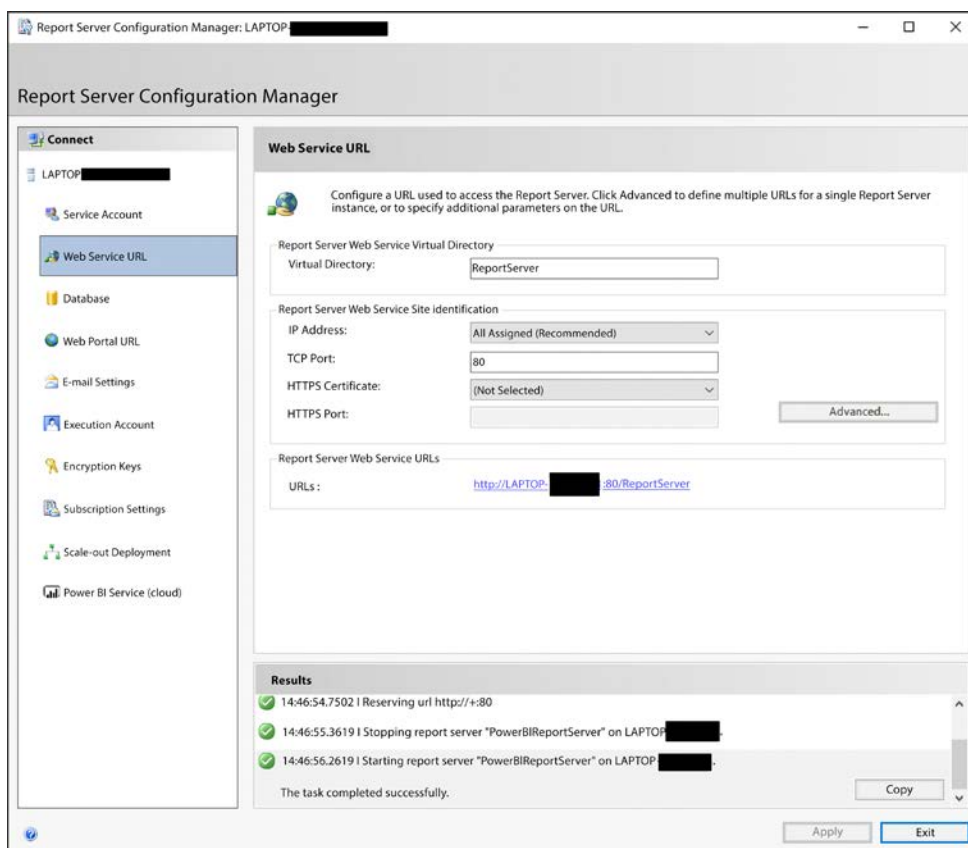 Report Server Configuration Manager: LAPTOP-
Report Server Configuration Manager
Connect
LAPTOP
Service Account
Web Service URL
Database
Web Portal URL
E-mail Settings
Execution Account
Encryption Keys
Subscription Settings
Scale-out Deployment
Power BI Service (cloud)
Web Service URL
Configure a URL used to access the Report Server. Click Advanced to define multiple URLs for a single Report Server
instance, or to specify additional parameters on the URL.
Report Server Web Service Virtual Directory
Virtual Directory: ReportServer
Report Server Web Service Site identification
IP Address: All Assigned (Recommended)
TCP Port: 80
HTTPS Certificate: (Not Selected)
HTTPS Port:
Advanced...
Report Server Web Service URLs
URLs : http://LAPTOP- :80/ReportServer
Results
14:46:54.7502 I Reserving url http://+:80
14:46:55.3619 I Stopping report server "PowerBIReportServer" on LAPTOP .
14:46:56.2619 I Starting report server "PowerBIReportServer" on LAPTOP- .
The task completed successfully.
Copy
Apply Exit